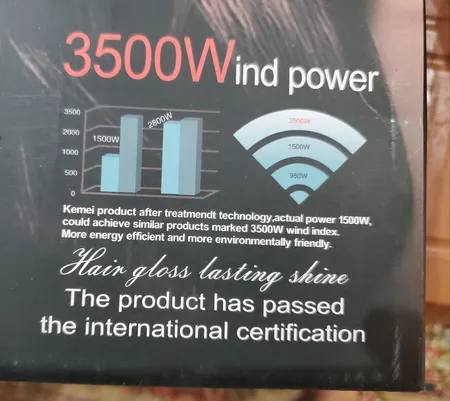 3500Wind power
3500
2000
1000
500
0
1500W
2800W
3500W
1500W
950W
Kemei product after treatmendt technology,actual power 1500W,
could achieve similar products marked 3500W wind index.
More energy efficient and more environmentally friendly.
Hair gloss lasting shine
The product has passed
the international certification